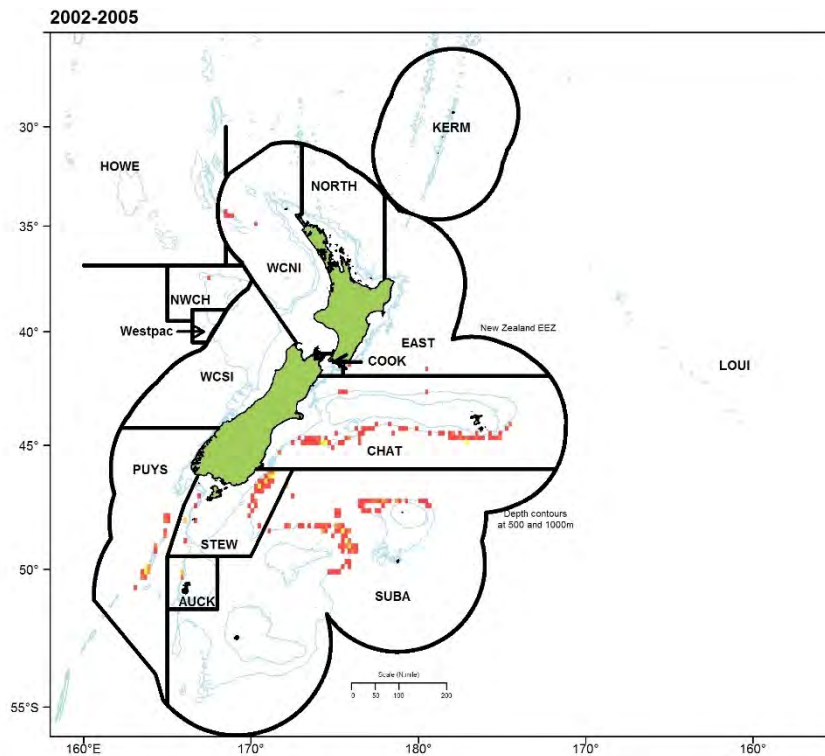 2002-2005
30°
35°
40°
45°
50°
55°S
KERM
HOWE
NORTH
WCNI
NWCH
Westpac
EAST
New Zealand EEZ
COOK
LOUI
WCSI
CHAT
PUYS
Depth contours
at 500 and 1000m
STEW
AUCK
SUBA
Scale (N.mile)
0 50 100 200
160°E 170° 180° 170° 160°